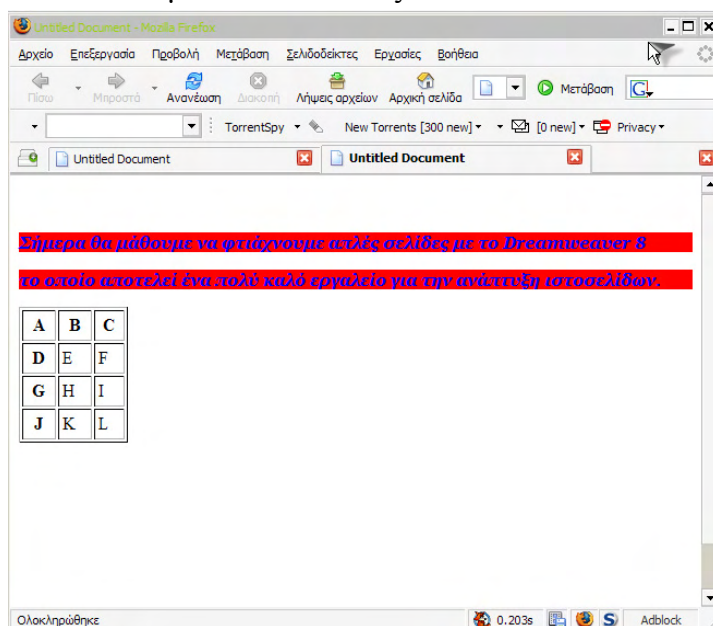 Untitled Document - Mozilla Firefox
Αρχείο Επεξεργασία Προβολή Μετάβαση Σελιδοδείκτες Εργασίες Βοήθεια
Πίσω Μπροστά Ανανέωση Διακοπή Λήψεις αρχείων Αρχική σελίδα Μετάβαση G
TorrentSpy New Torrents [300 new] [0 new] Privacy
Untitled Document Untitled Document
Σήμερα θα μάθουμε να φτιάχνουμε απλές σελίδες με το Dreamweaver 8
το οποίο αποτελεί ένα πολύ καλό εργαλείο για την ανάπτυξη ιστοσελίδων.
A B C
D E F
G H I
J K L
Ολοκληρώθηκε 0.203s S Adblock